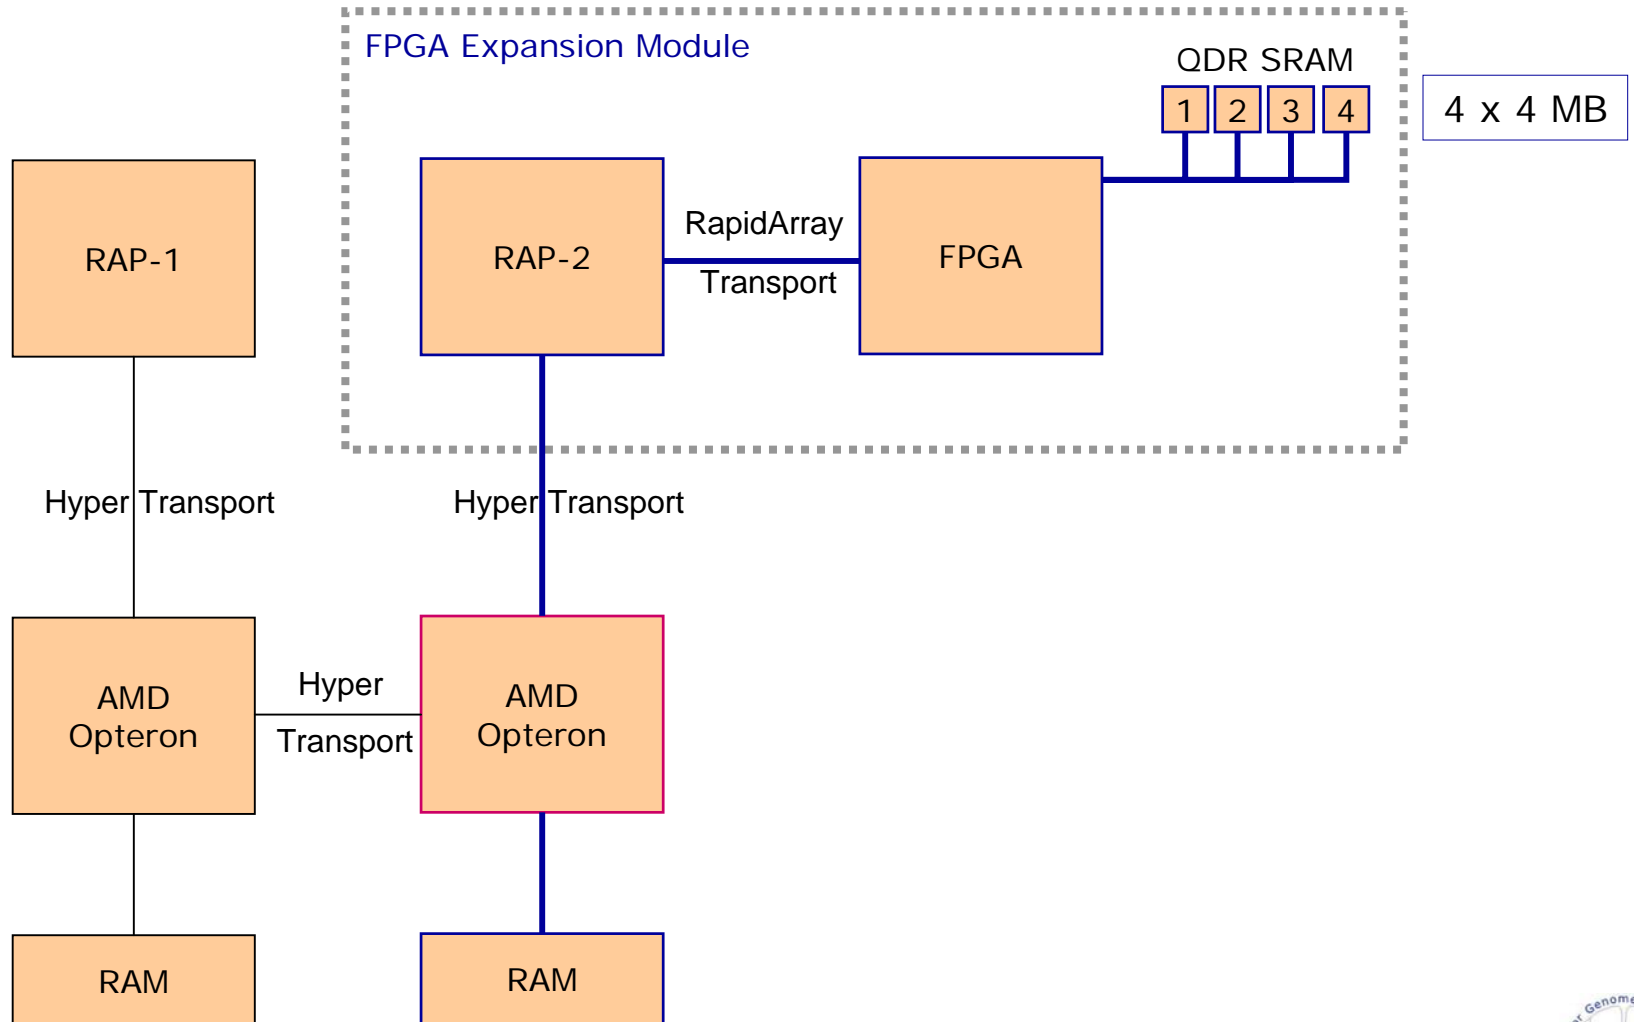 FPGA Expansion Module
QDR SRAM
1 2 3 4
4 x 4 MB
RAP-1
RAP-2
RapidArray
Transport
FPGA
Hyper Transport
Hyper Transport
AMD
Opteron
Hyper
Transport
AMD
Opteron
RAM
RAM
Genome